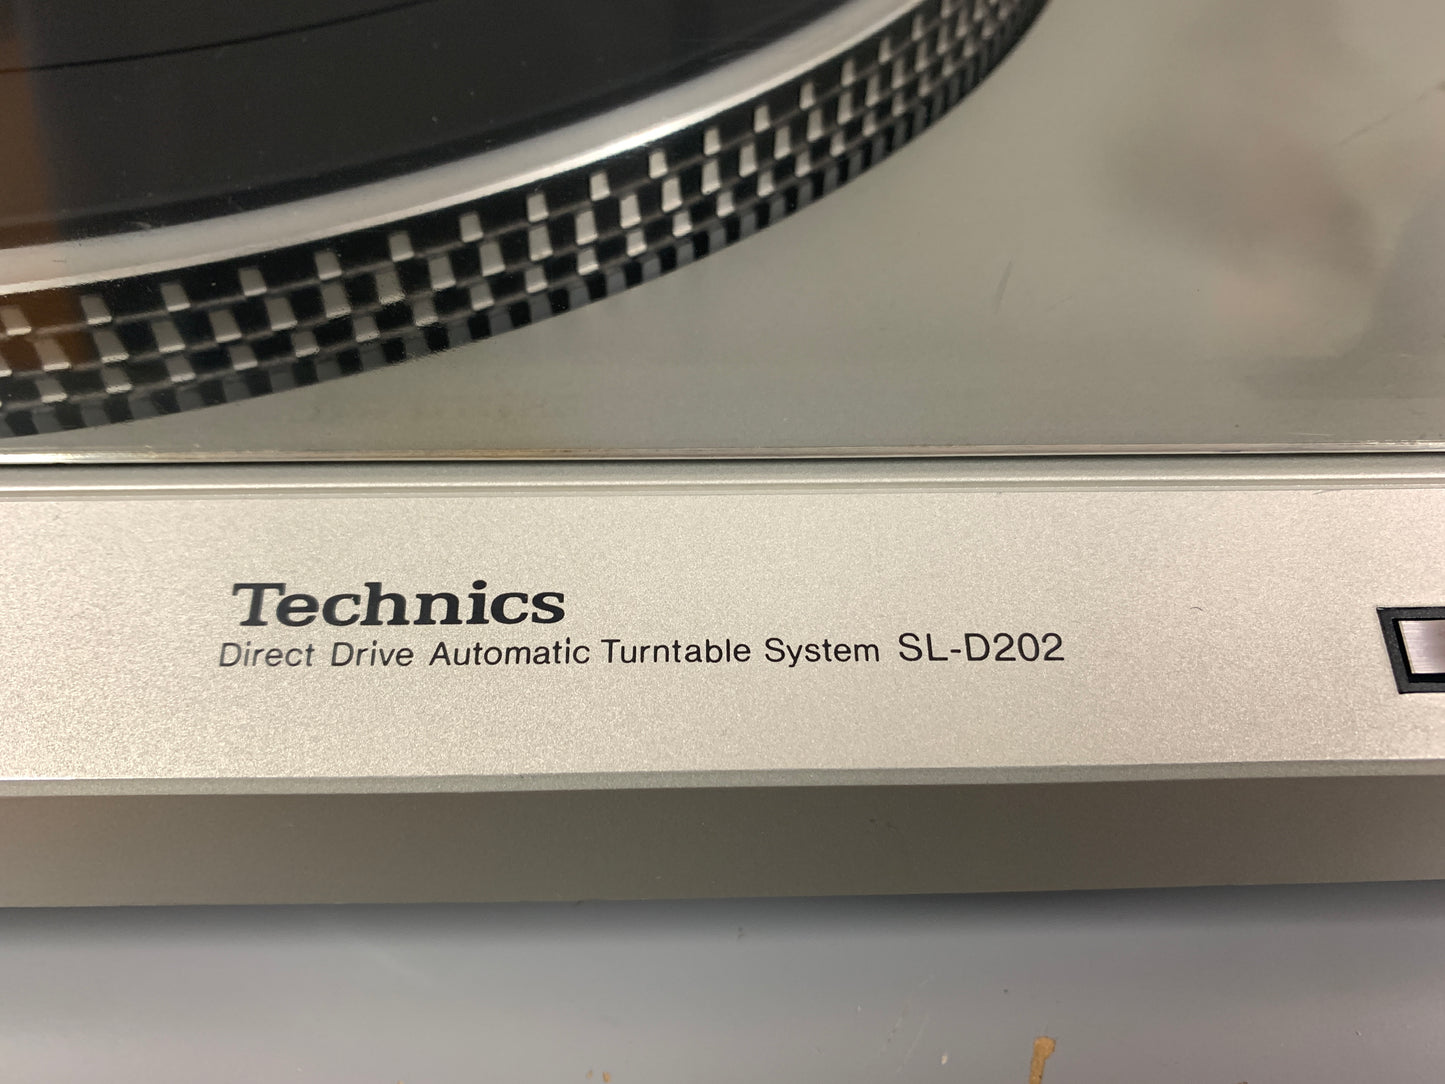 Technics
Direct Drive Automatic Turntable System SL-D202